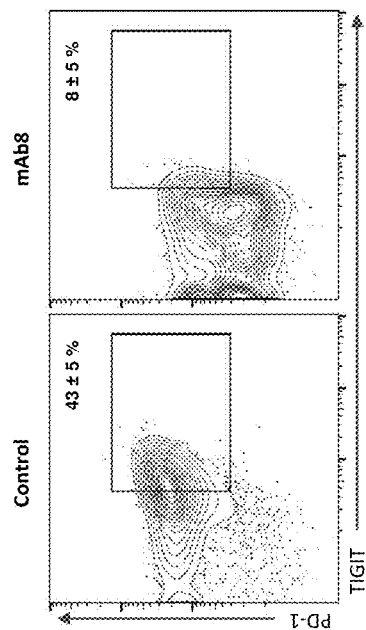 Control
mAb8
43 ± 5 %
8 ± 5 %
PD-1
TIGIT